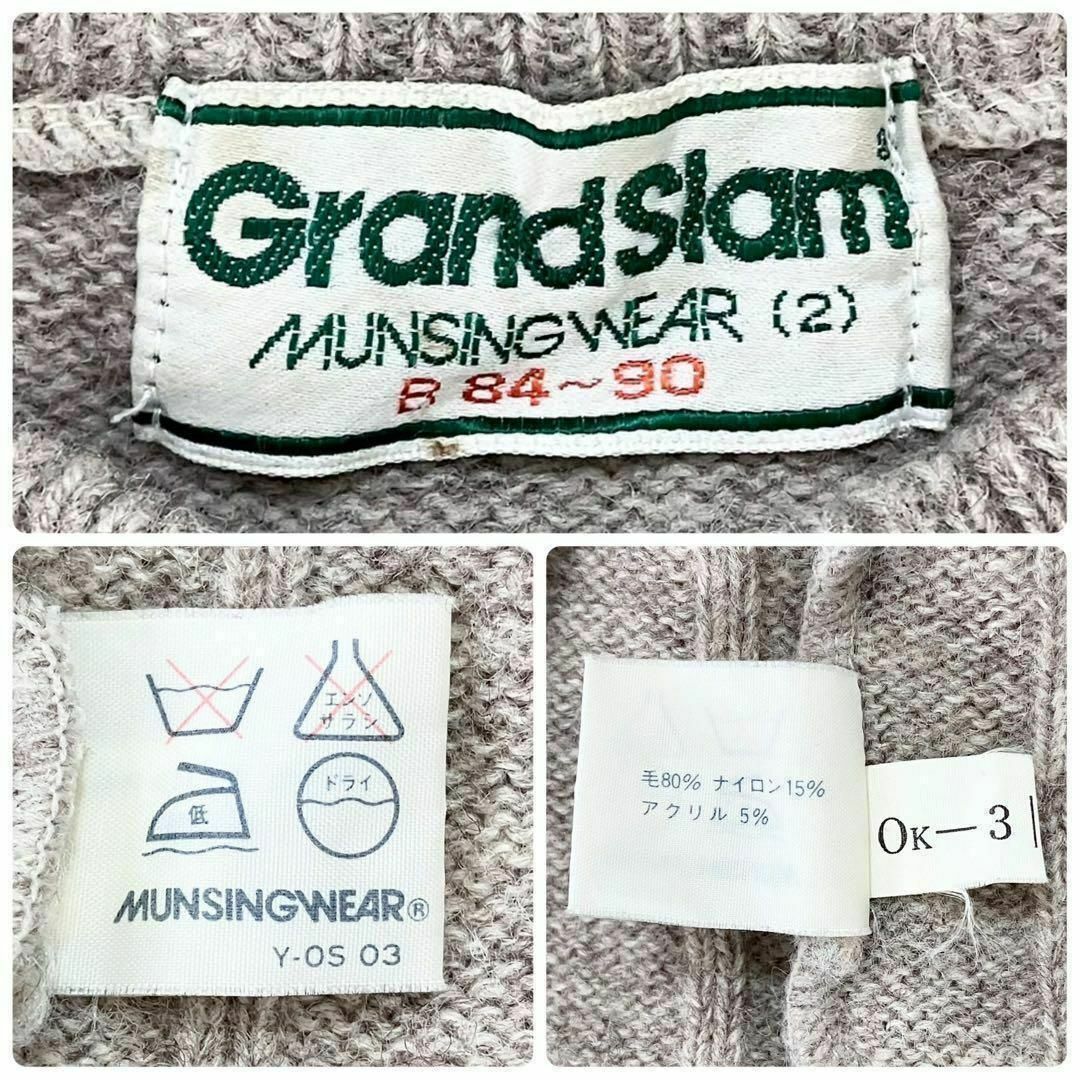 GrandSlam
MUNSINGWEAR (2)
B 84~90
エンソ
サラシ
低
ドライ
MUNSINGWEAR®
Y-OS 03
毛80% ナイロン15%
アクリル 5%
OK-3